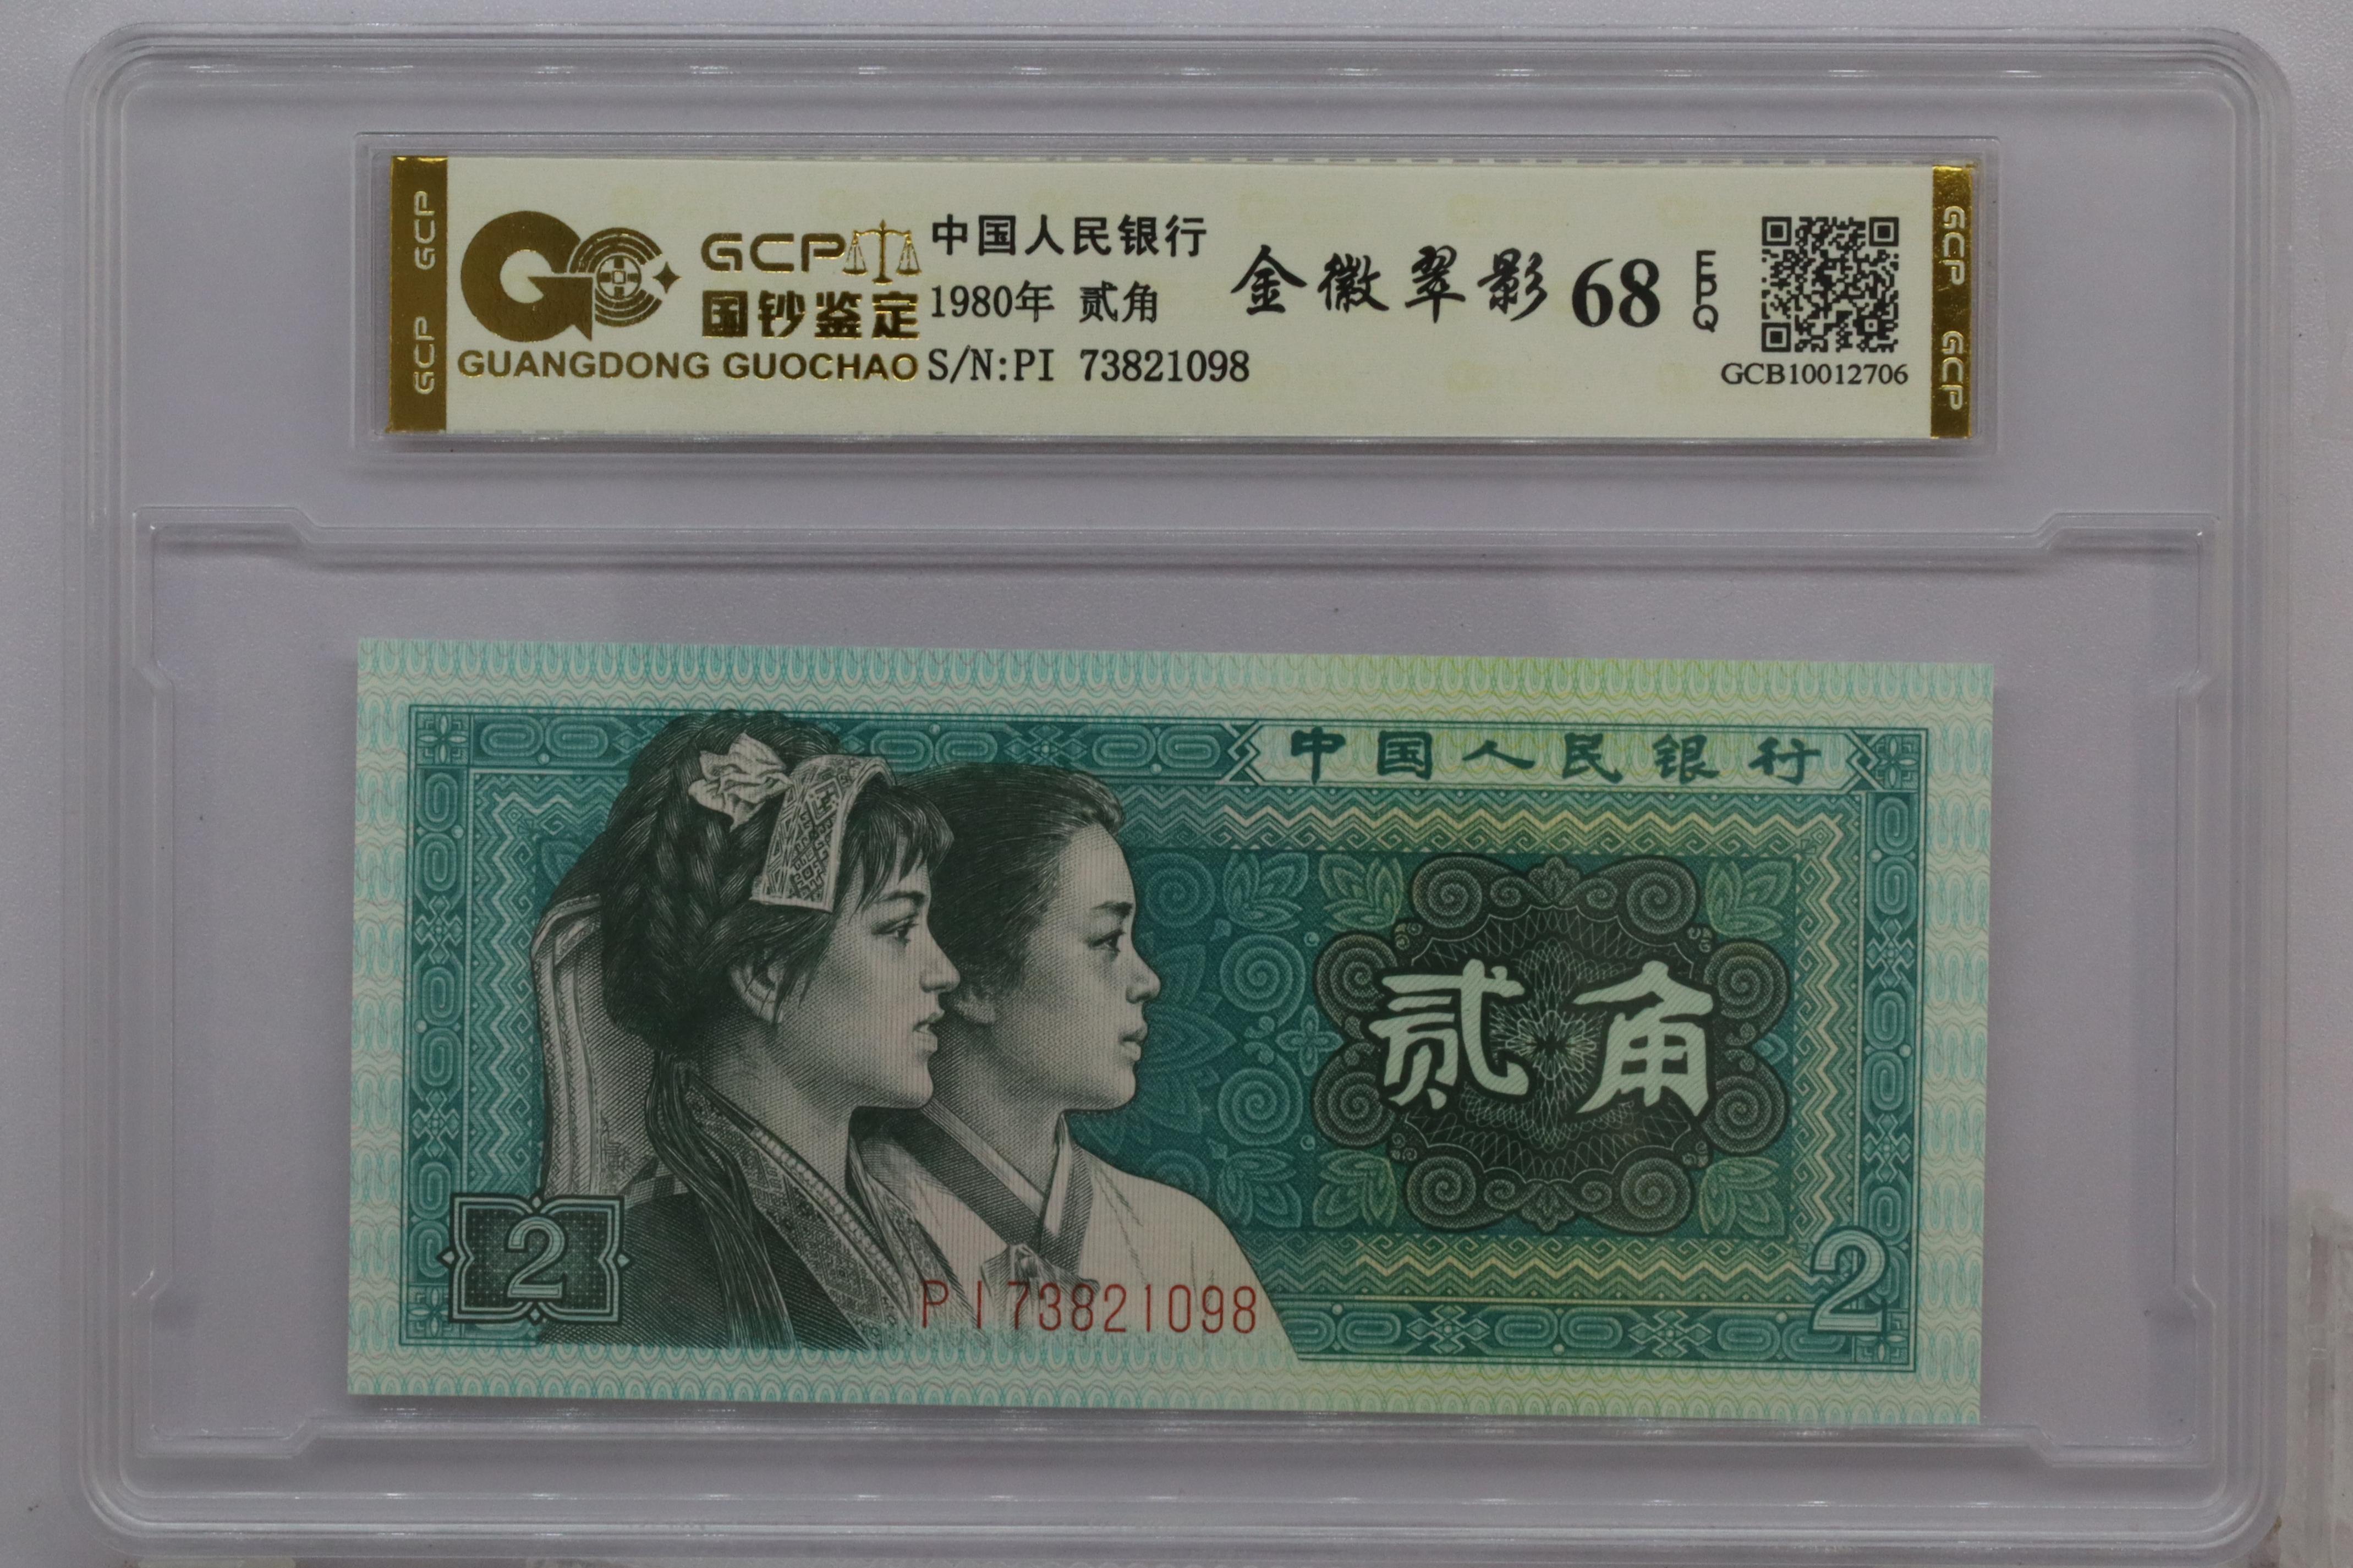 GCP GCP
GCP
国钞鉴定
GUANGDONG GUOCHAO
中国人民银行
1980年 贰角
S/N:PI 73821098
金徽翠影 68 EPQ
GCB10012706
GCP GCP
中国人民银行
贰角
2
PI73821098
2